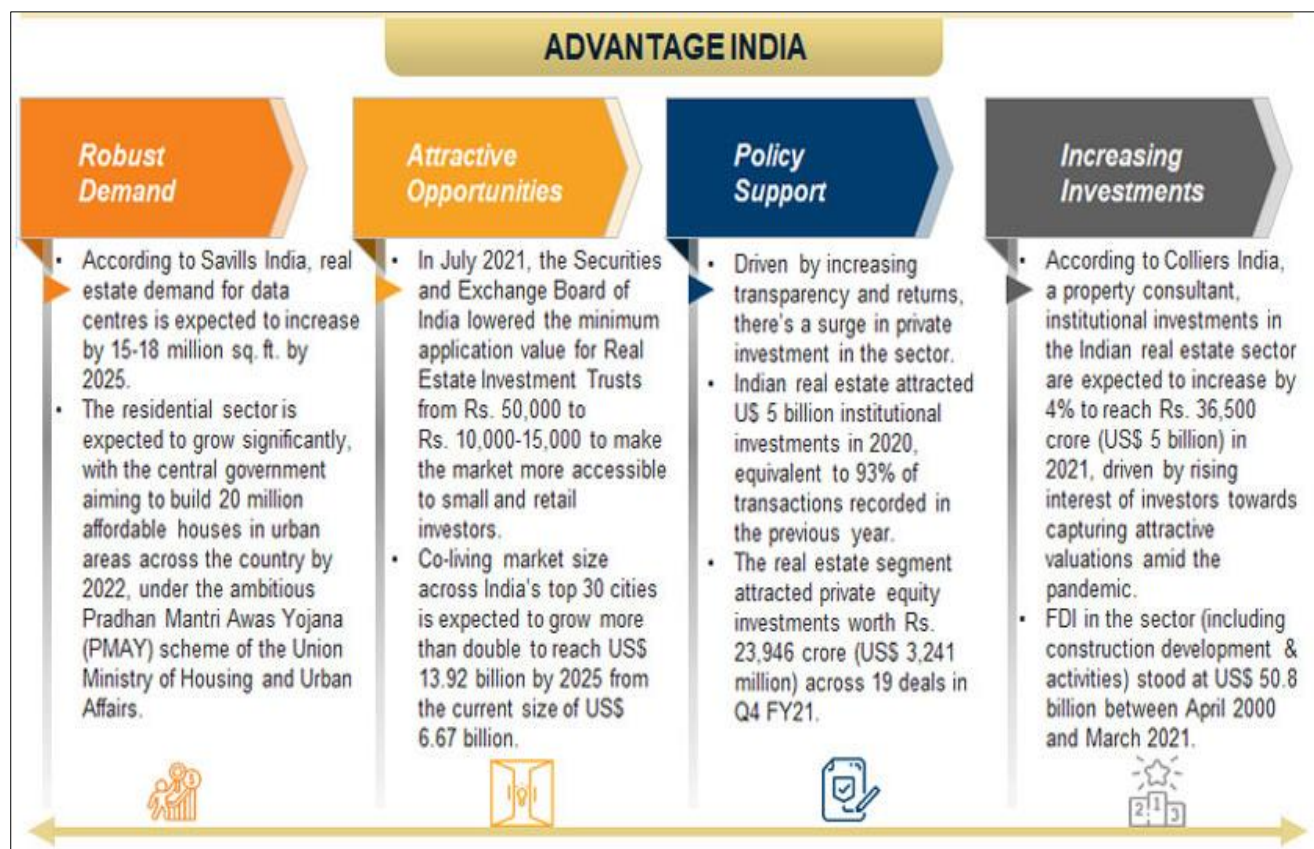 ADVANTAGE INDIA
Robust
Demand
• According to Savills India, real
estate demand for data
centres is expected to increase
by 15-18 million sq. ft. by
2025.
• The residential sector is
expected to grow significantly,
with the central government
aiming to build 20 million
affordable houses in urban
areas across the country by
2022, under the ambitious
Pradhan Mantri Awas Yojana
(PMAY) scheme of the Union
Ministry of Housing and Urban
Affairs.
Attractive
Opportunities
• In July 2021, the Securities
and Exchange Board of
India lowered the minimum
application value for Real
Estate Investment Trusts
from Rs. 50,000 to
Rs. 10,000-15,000 to make
the market more accessible
to small and retail
investors.
• Co-living market size
across India's top 30 cities
is expected to grow more
than double to reach US$
13.92 billion by 2025 from
the current size of US$
6.67 billion.
Policy
Support
• Driven by increasing
transparency and returns,
there's a surge in private
investment in the sector.
• Indian real estate attracted
U$ 5 billion institutional
investments in 2020,
equivalent to 93% of
transactions recorded in
the previous year.
• The real estate segment
attracted private equity
investments worth Rs.
23,946 crore (US$ 3,241
million) across 19 deals in
Q4 FY21.
Increasing
Investments
• According to Colliers India,
a property consultant,
institutional investments in
the Indian real estate sector
are expected to increase by
4% to reach Rs. 36,500
crore (US$ 5 billion) in
2021, driven by rising
interest of investors towards
capturing attractive
valuations amid the
pandemic.
• FDI in the sector (including
construction development &
activities) stood at US$ 50.8
billion between April 2000
and March 2021.
2 1 3